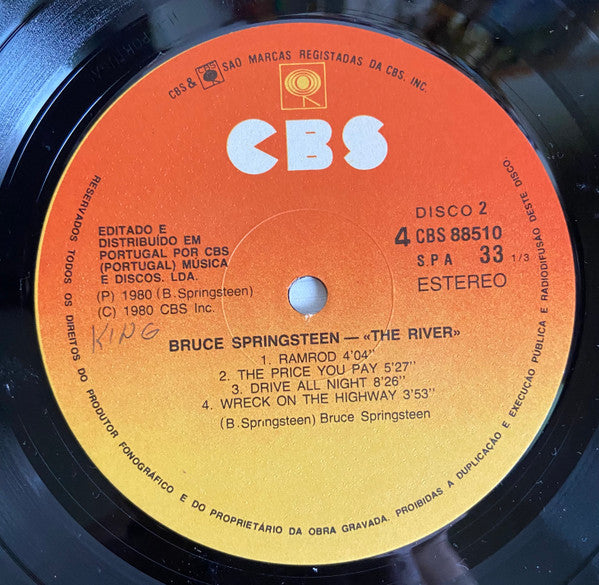 CBS & CBS SÃO MARCAS REGISTADAS DA CBS. INC.
CBS
EDITADO E
DISTRIBUÍDO EM
PORTUGAL POR CBS
(PORTUGAL) MÚSICA
E DISCOS. LDA.
(P) 1980 (B. Springsteen)
(C) 1980 CBS Inc.
KING
DISCO 2
4 CBS 88510
S.P A 33 1/3
ESTEREO
BRUCE SPRINGSTEEN — «THE RIVER»
1. RAMROD 4'04''
2. THE PRICE YOU PAY 5'27''
3. DRIVE ALL NIGHT 8'26''
4. WRECK ON THE HIGHWAY 3'53''
(B. Springsteen) Bruce Springsteen
RESERVADOS TODOS OS DIREITOS DO PRODUTOR FONOGRÁFICO E DO PROPRIETÁRIO DA OBRA GRAVADA. PROIBIDAS A DUPLICAÇÃO E EXECUÇÃO PÚBLICA E RADIODIFUSÃO DESTE DISCO.